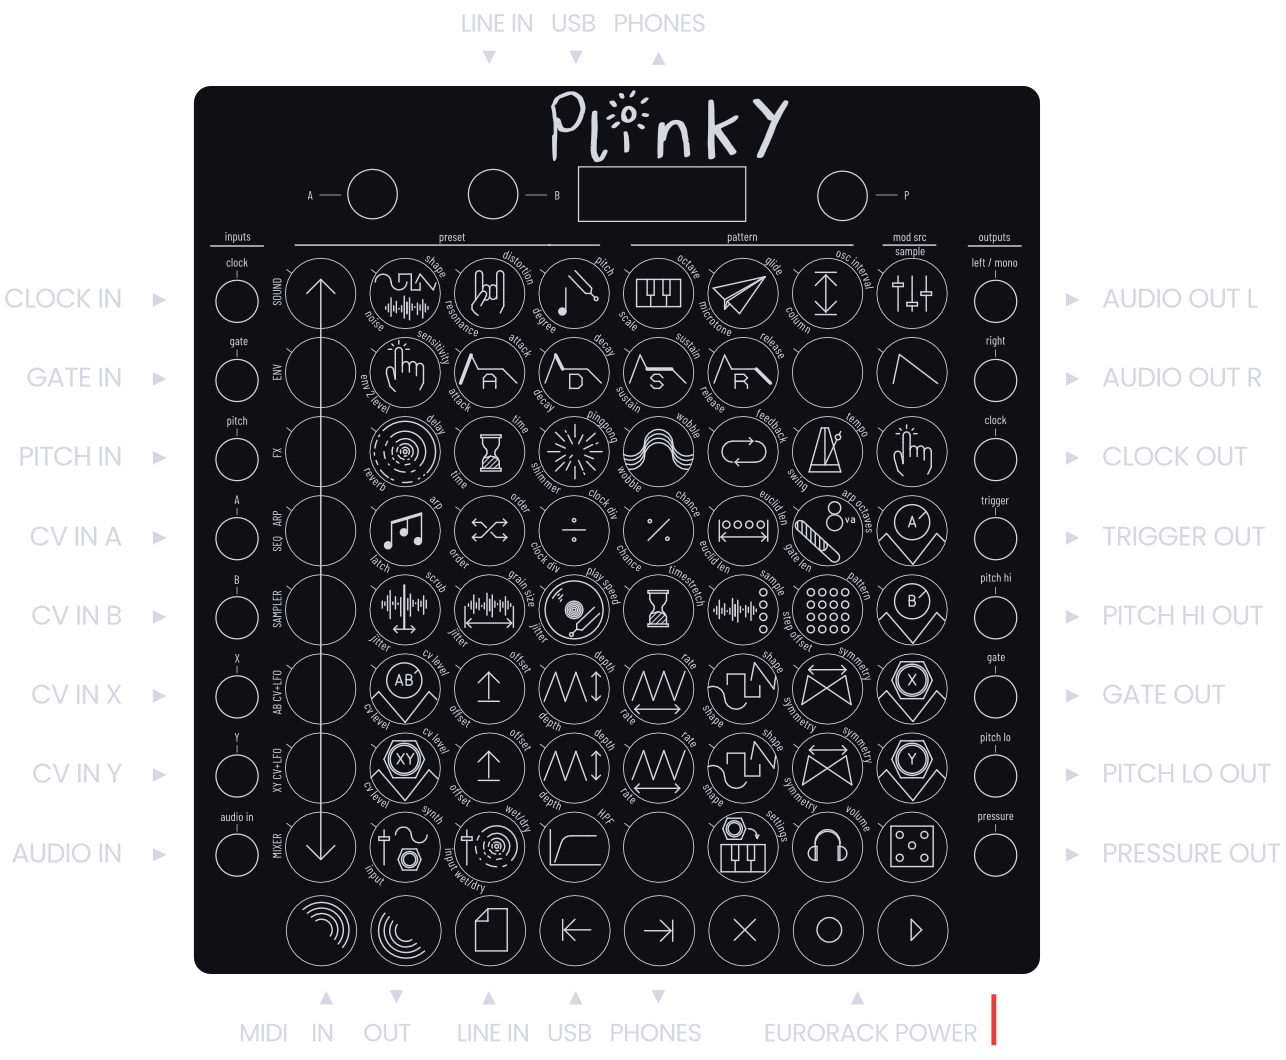 LINE IN USB PHONES
Plinky
A B P
inputs preset pattern mod src outputs
sample
clock left / mono
SOUND shape noise distortion resonance pitch degree octave scale glide microtone osc interval column
CLOCK IN AUDIO OUT L
gate right
ENV sensitivity env 2 level attack attack A decay decay D sustain sustain S release release R
GATE IN AUDIO OUT R
pitch clock
FX delay reverb time time pingpong shimmer wobble wobble feedback tempo swing
PITCH IN CLOCK OUT
A trigger
SEQ ARP arp latch order order clock div clock div chance chance euclid len euclid len arp octaves gate len 8va A
CV IN A TRIGGER OUT
B pitch hi
SAMPLER scrub jitter grain size jitter play speed jitter timestretch sample pattern step offset B
CV IN B PITCH HI OUT
X gate
AB CV+LFO cv level cv level AB offset offset depth depth rate rate shape shape symmetry symmetry X
CV IN X GATE OUT
Y pitch lo
XY CV+LFO cv level cv level XY offset offset depth depth rate rate shape shape symmetry symmetry Y
CV IN Y PITCH LO OUT
audio in pressure
MIXER synth input wet/dry input wet/dry HPF settings volume
AUDIO IN PRESSURE OUT
MIDI IN OUT LINE IN USB PHONES EURORACK POWER